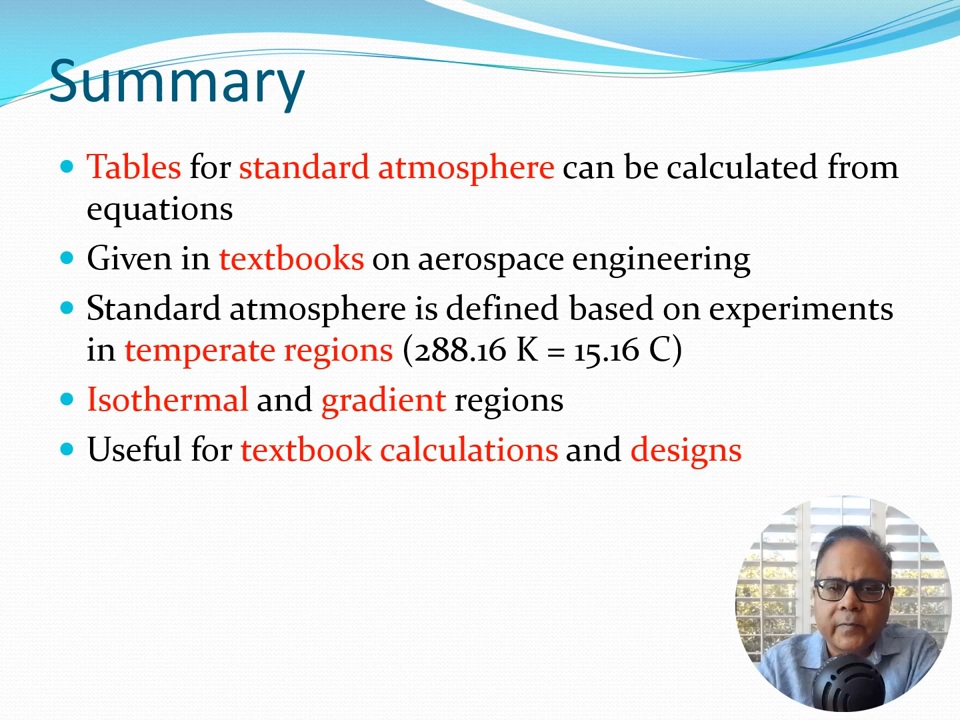 Summary
Tables for standard atmosphere can be calculated from
equations
Given in textbooks on aerospace engineering
Standard atmosphere is defined based on experiments
in temperate regions (288.16 K = 15.16 C)
Isothermal and gradient regions
Useful for textbook calculations and designs